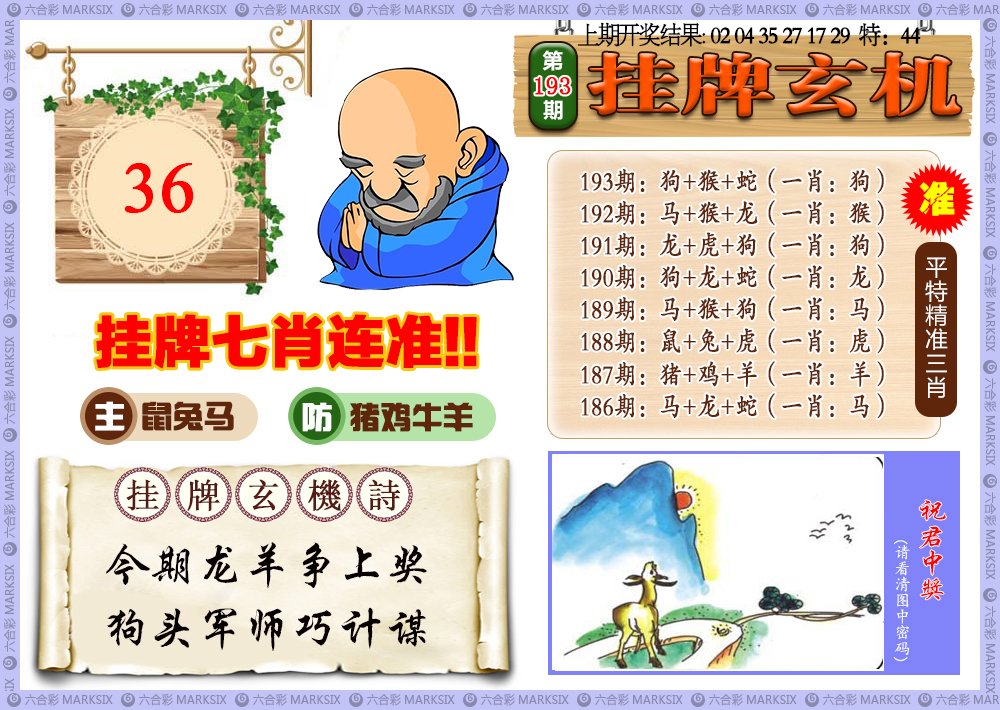 上期开奖结果: 02 04 35 27 17 29 特: 44
第
193
期
挂牌玄机
36
193期：狗+猴+蛇（一肖：狗）
192期：马+猴+龙（一肖：猴）
191期：龙+虎+狗（一肖：狗）
190期：狗+龙+蛇（一肖：龙）
189期：马+猴+狗（一肖：马）
188期：鼠+兔+虎（一肖：虎）
187期：猪+鸡+羊（一肖：羊）
186期：马+龙+蛇（一肖：马）
准
平特精准三肖
挂牌七肖连准!!
主 鼠兔马
防 猪鸡牛羊
挂牌玄機詩
今期龙羊争上奖
狗头军师巧计谋
祝君中獎
（请看清图中密码）
六合彩 MARKSIX